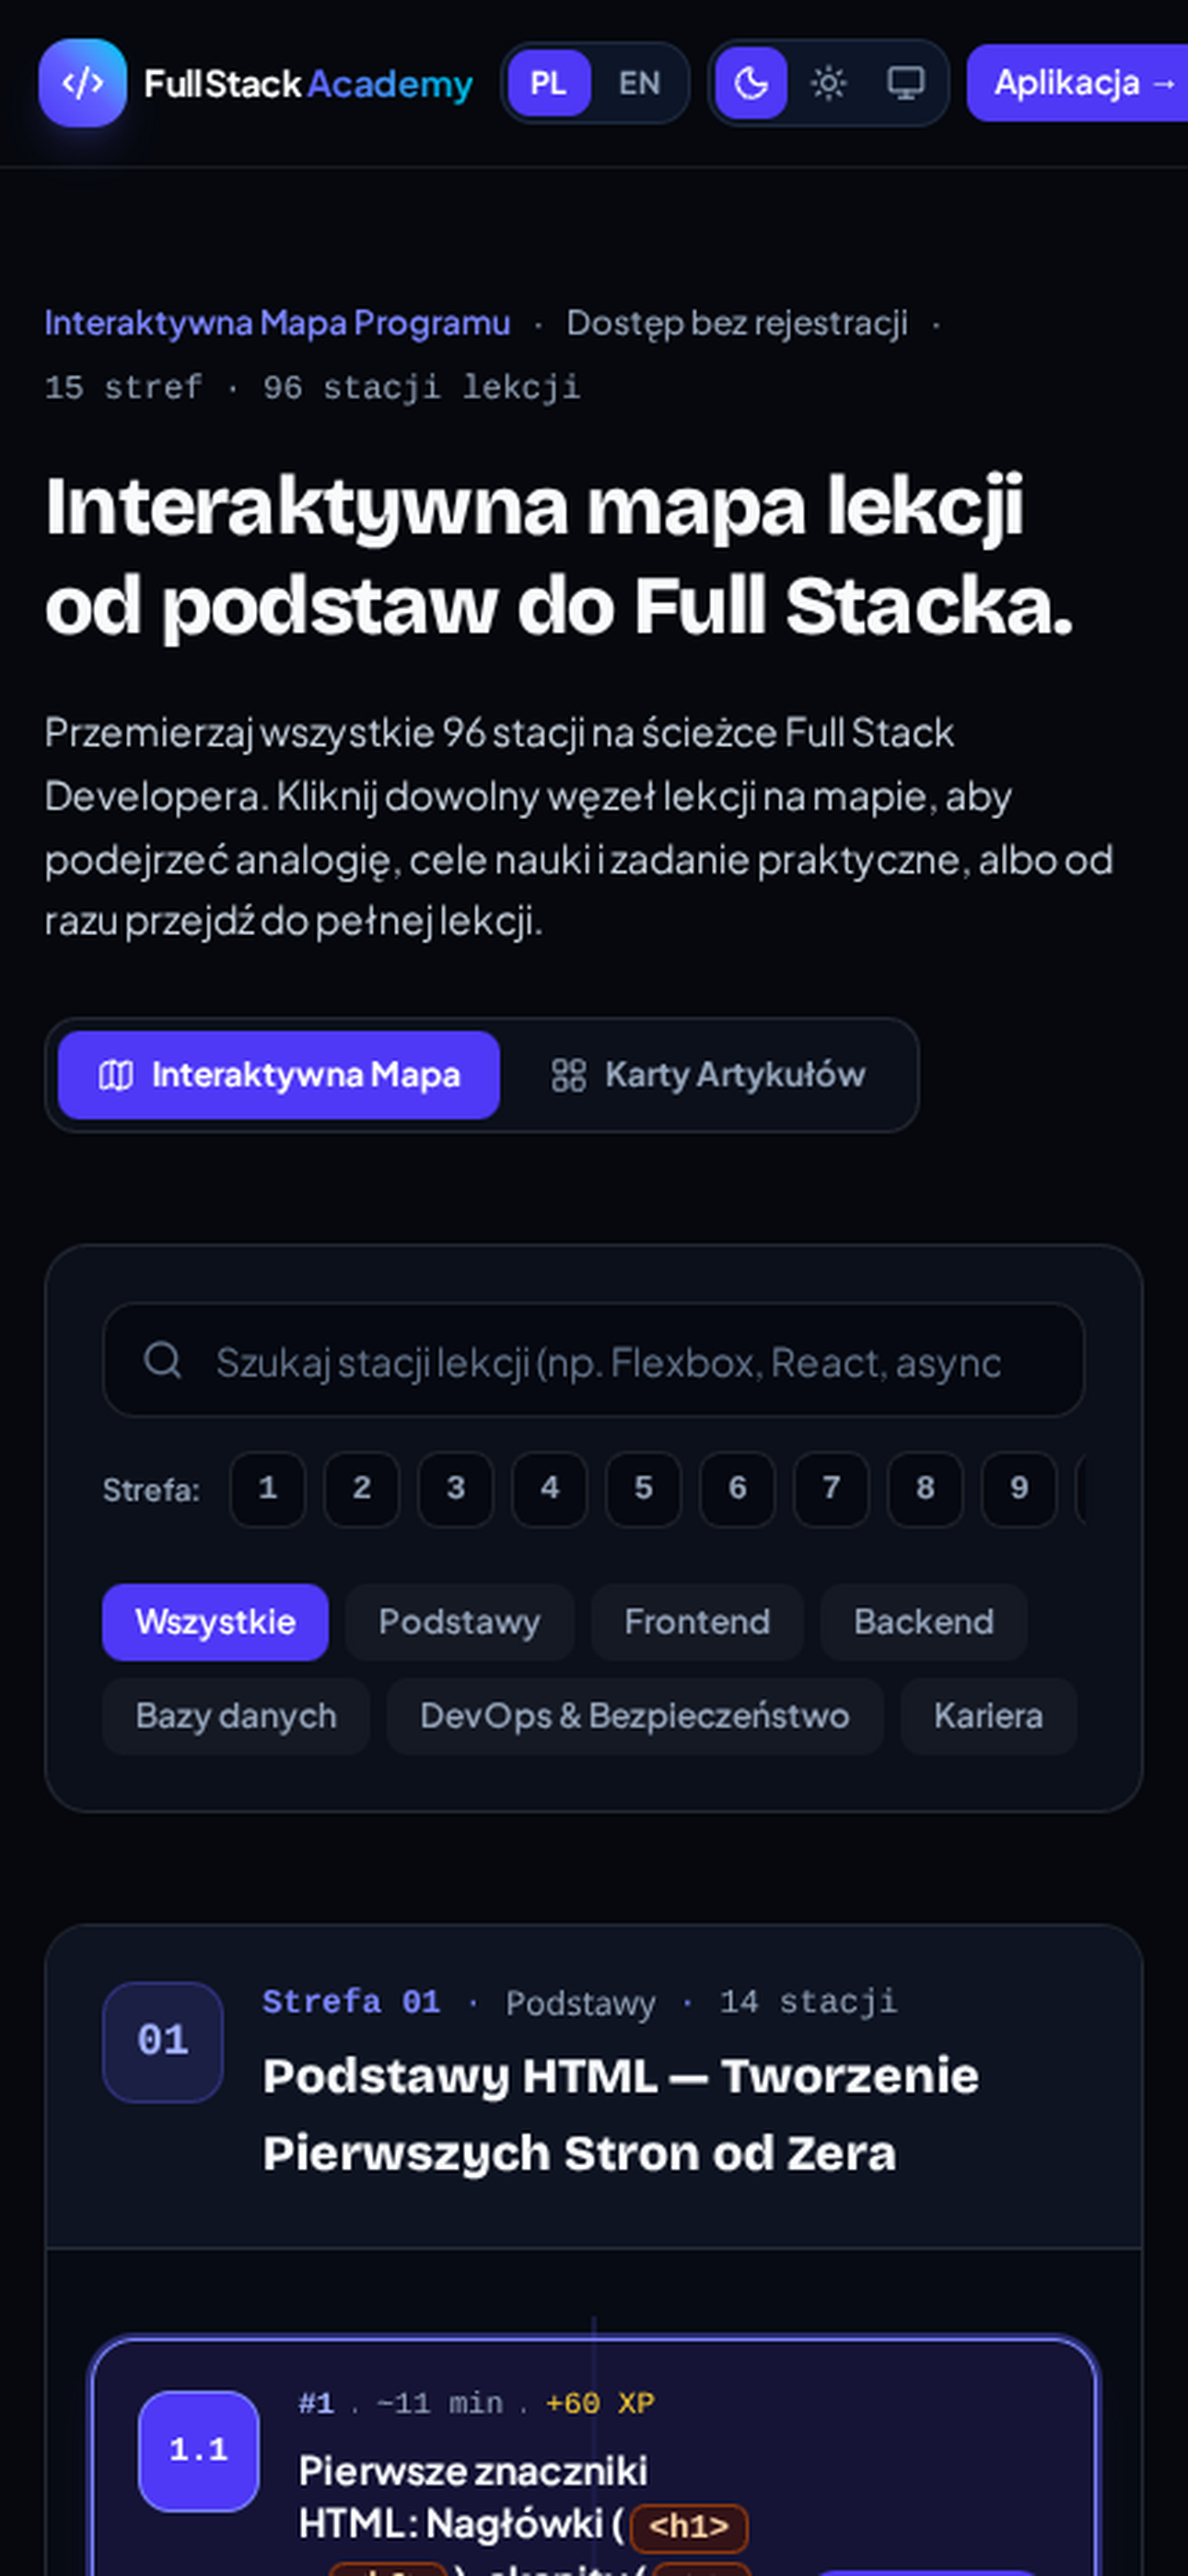 </> FullStack Academy PL EN Aplikacja →
Interaktywna Mapa Programu · Dostęp bez rejestracji ·
15 stref · 96 stacji lekcji
Interaktywna mapa lekcji
od podstaw do Full Stacka.
Przemierzaj wszystkie 96 stacji na ścieżce Full Stack
Developera. Kliknij dowolny węzeł lekcji na mapie, aby
podejrzeć analogię, cele nauki i zadanie praktyczne, albo od
razu przejdź do pełnej lekcji.
Interaktywna Mapa Karty Artykułów
Szukaj stacji lekcji (np. Flexbox, React, async
Strefa: 1 2 3 4 5 6 7 8 9
Wszystkie Podstawy Frontend Backend
Bazy danych DevOps & Bezpieczeństwo Kariera
01 Strefa 01 · Podstawy · 14 stacji
Podstawy HTML — Tworzenie
Pierwszych Stron od Zera
1.1 #1 . ~11 min . +60 XP
Pierwsze znaczniki
HTML: Nagłówki ( <h1>